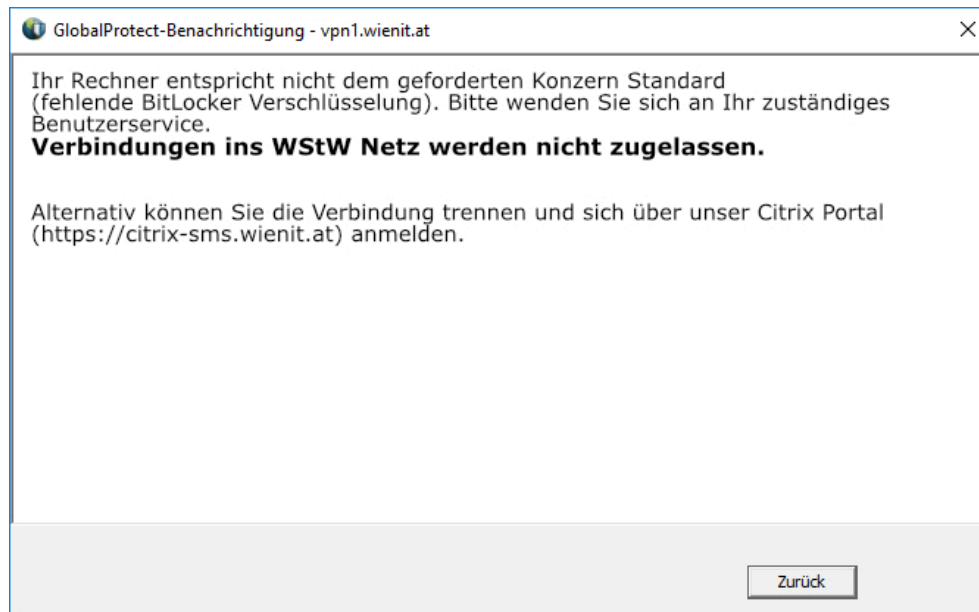 GlobalProtect-Benachrichtigung - vpn1.wienit.at
Ihr Rechner entspricht nicht dem geforderten Konzern Standard
(fehlende BitLocker Verschlüsselung). Bitte wenden Sie sich an Ihr zuständiges
Benutzerservice.
Verbindungen ins WStW Netz werden nicht zugelassen.
Alternativ können Sie die Verbindung trennen und sich über unser Citrix Portal
(https://citrix-sms.wienit.at) anmelden.
Zurück